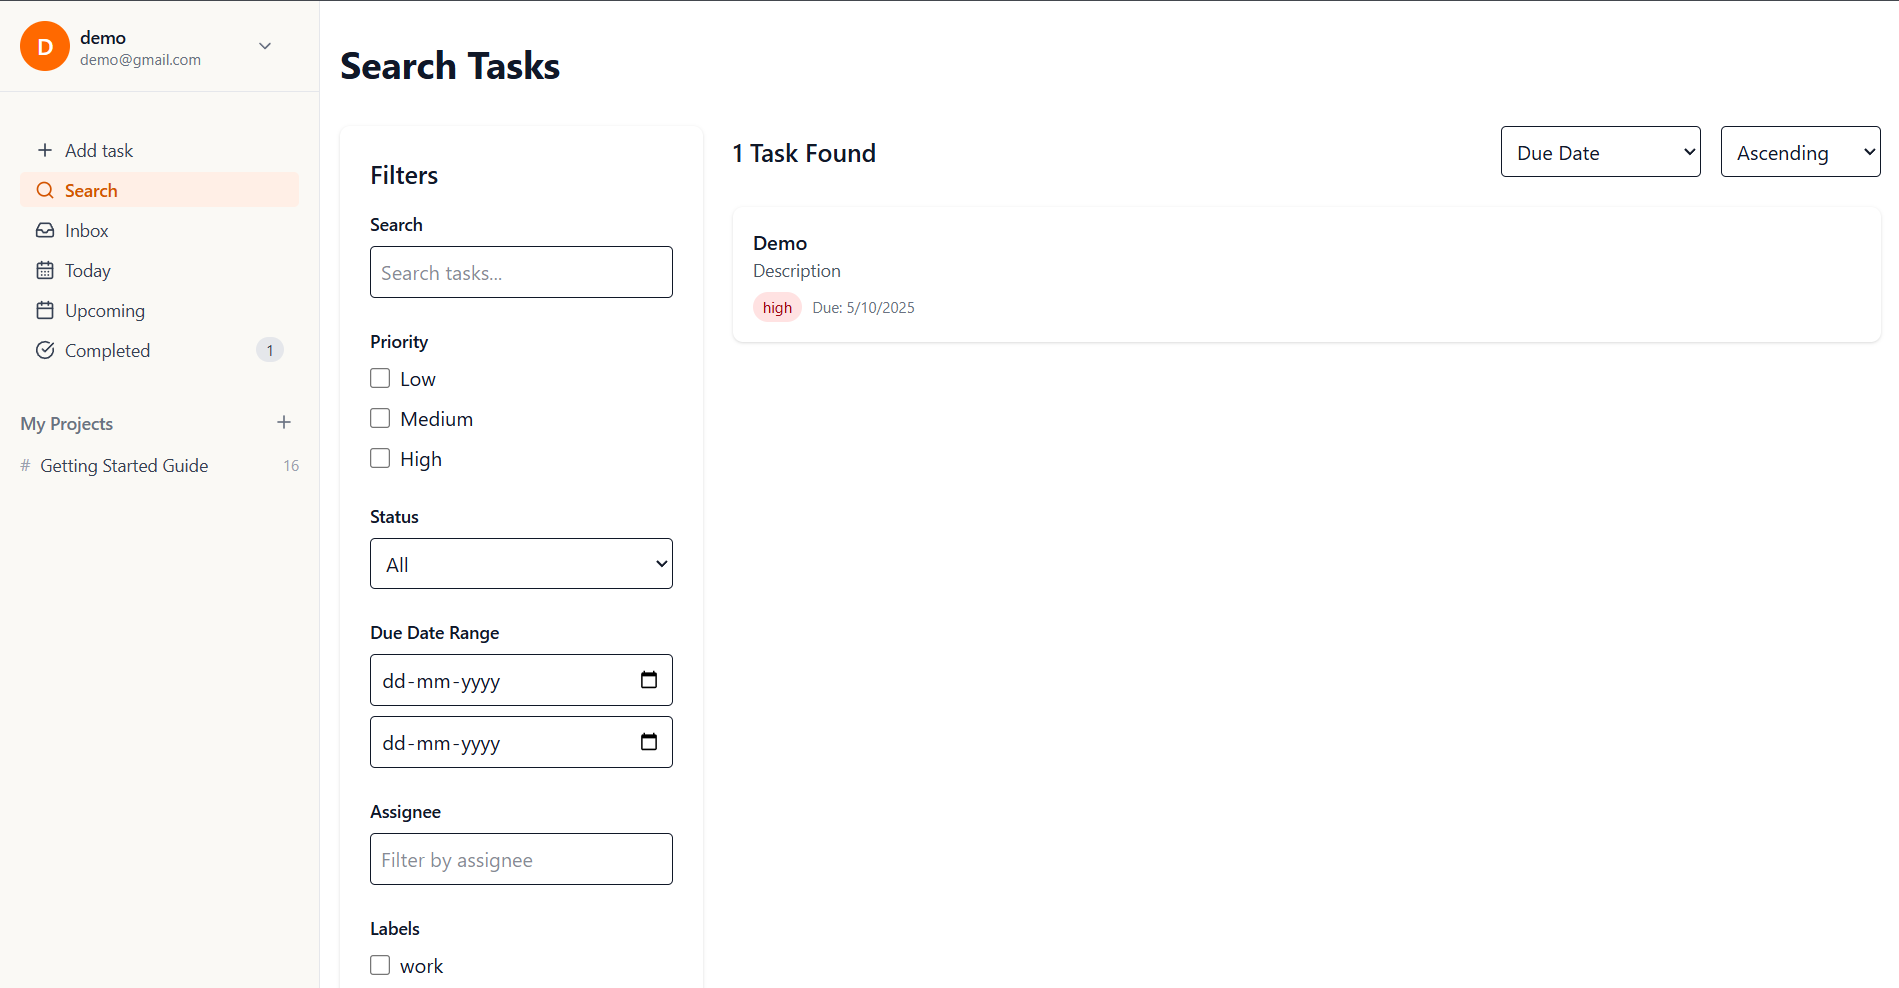 D
demo
demo@gmail.com
Add task
Search
Inbox
Today
Upcoming
Completed
1
My Projects
# Getting Started Guide
16
Search Tasks
Filters
Search
Search tasks...
Priority
Low
Medium
High
Status
All
Due Date Range
dd-mm-yyyy
dd-mm-yyyy
Assignee
Filter by assignee
Labels
work
1 Task Found
Due Date
Ascending
Demo
Description
high
Due: 5/10/2025